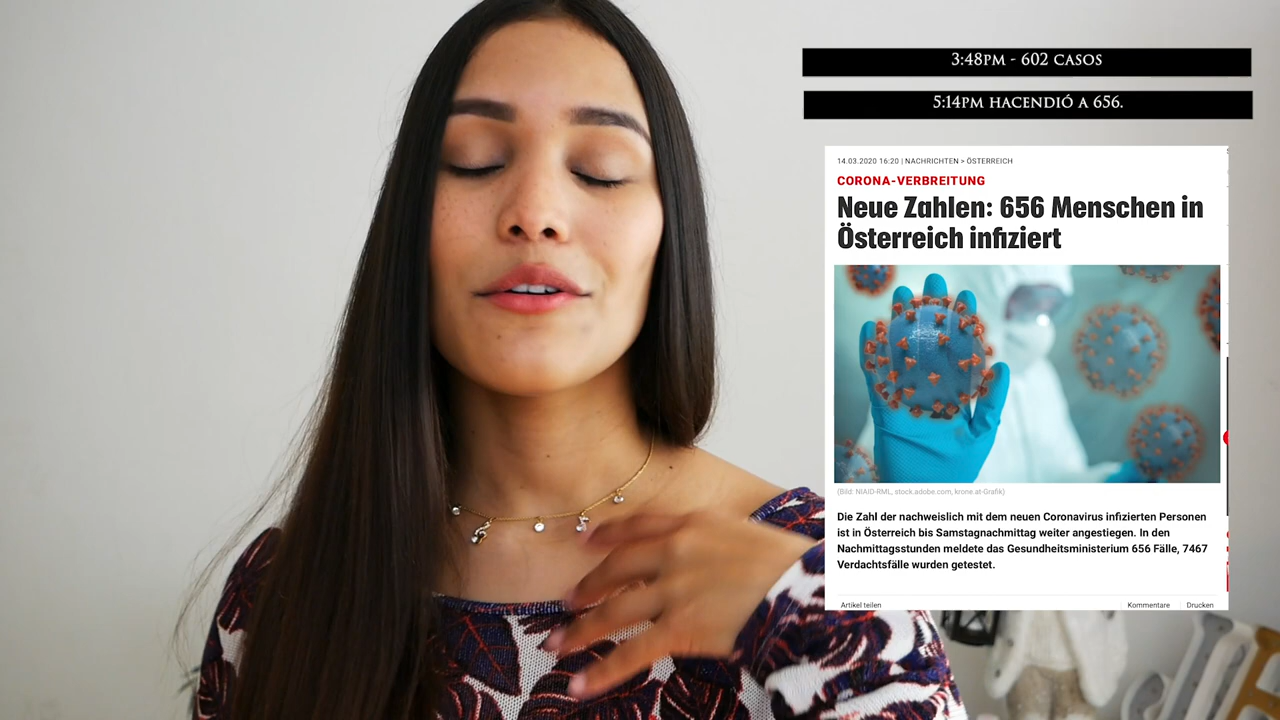 3:48PM - 602 CASOS
5:14PM HACENDIÓ A 656.
14.03.2020 16:20 | NACHRICHTEN > ÖSTERREICH
CORONA-VERBREITUNG
Neue Zahlen: 656 Menschen in
Österreich infiziert
(Bild: NIAID-RML, stock.adobe.com, krone.at-Grafik)
Die Zahl der nachweislich mit dem neuen Coronavirus infizierten Personen
ist in Österreich bis Samstagnachmittag weiter angestiegen. In den
Nachmittagsstunden meldete das Gesundheitsministerium 656 Fälle, 7467
Verdachtsfälle wurden getestet.
Artikel teilen Kommentare Drucken